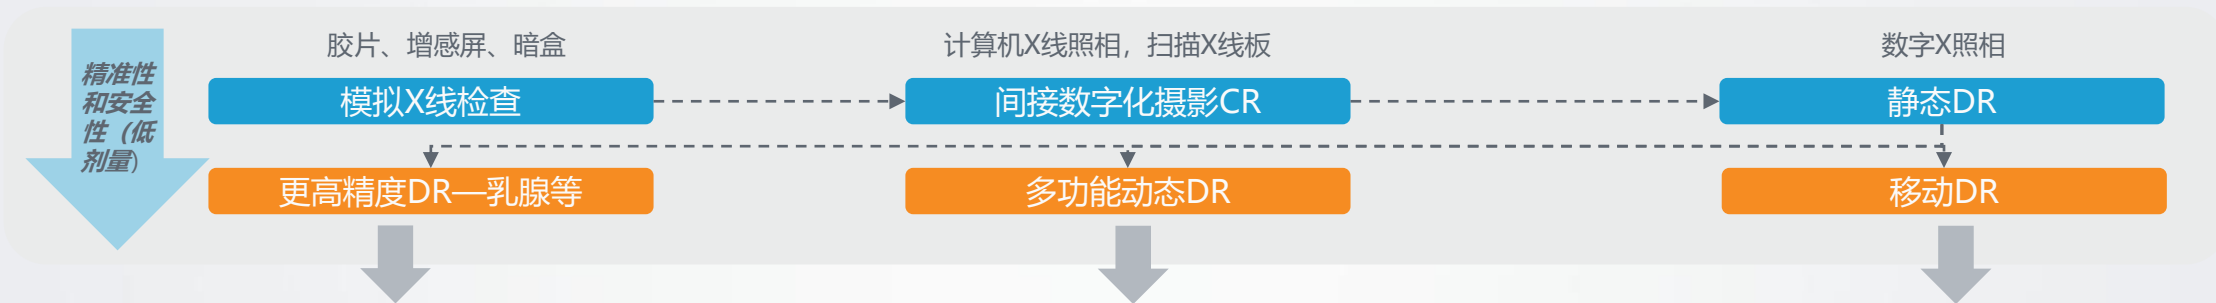 精准性
和安全
性（低
剂量）
胶片、增感屏、暗盒
计算机X线照相，扫描X线板
数字X照相
模拟X线检查
间接数字化摄影CR
静态DR
更高精度DR—乳腺等
多功能动态DR
移动DR